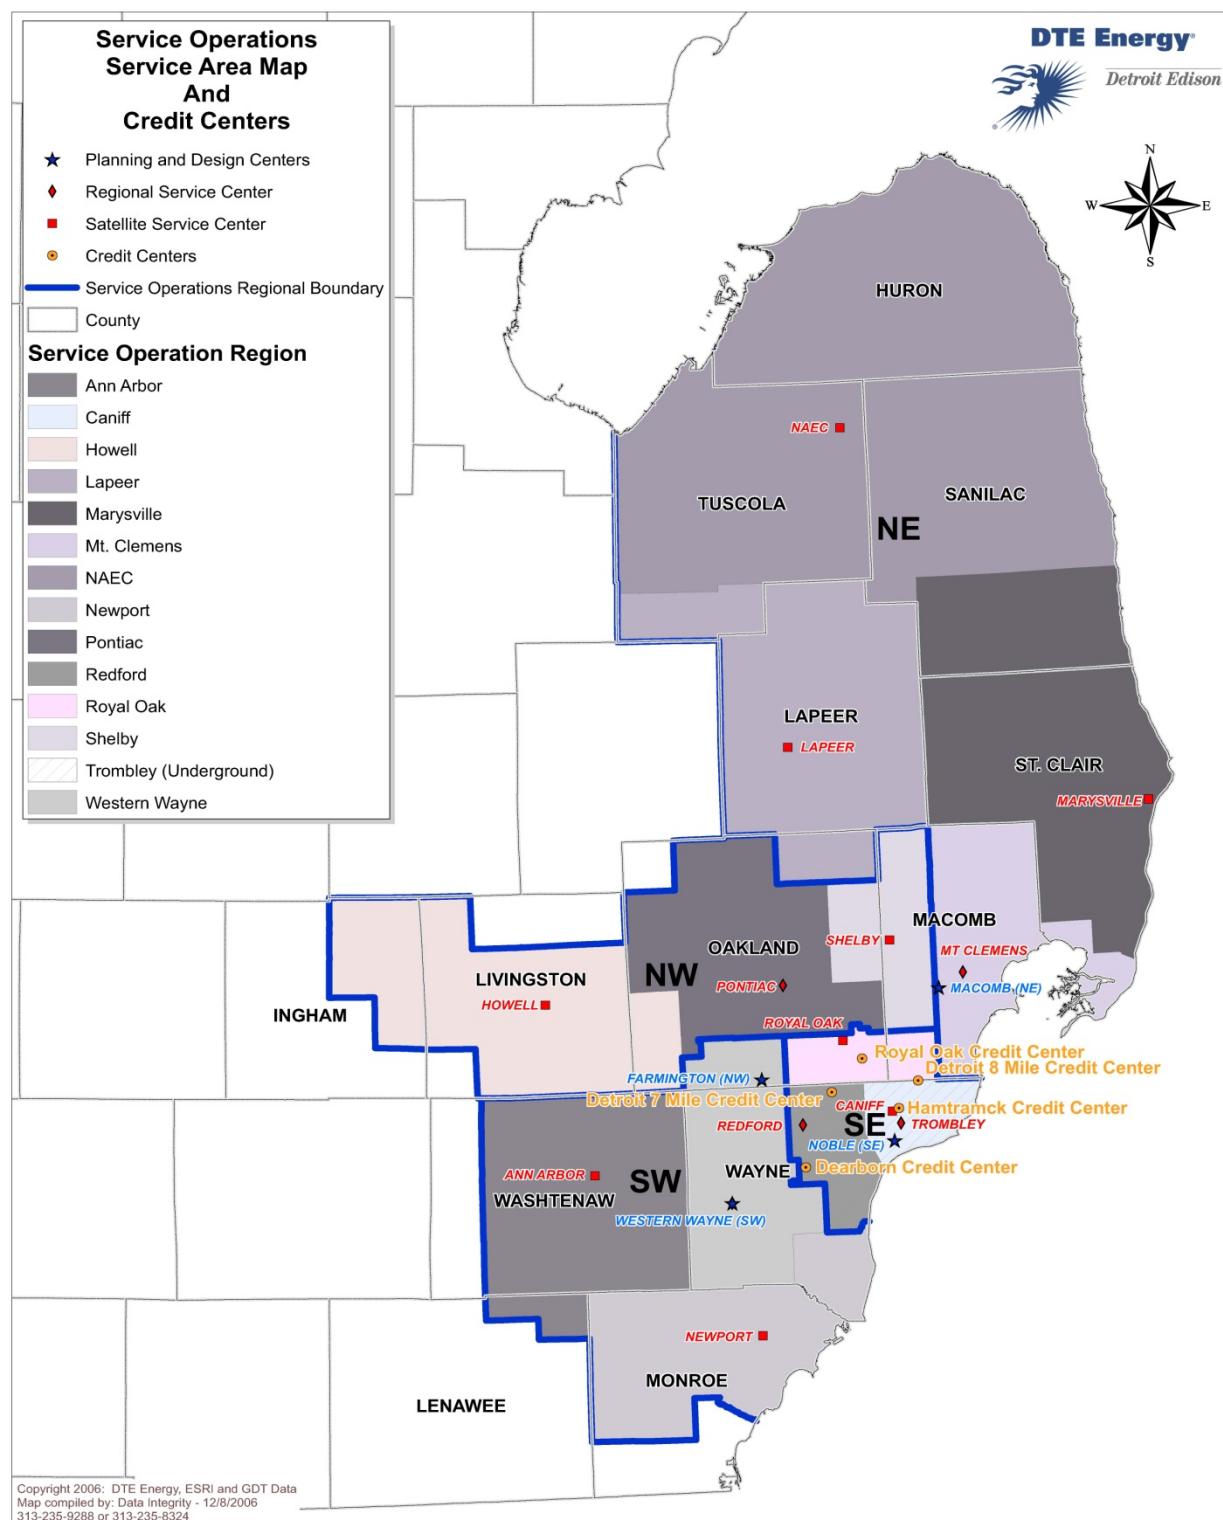 Service Operations
Service Area Map
And
Credit Centers
Planning and Design Centers
Regional Service Center
Satellite Service Center
Credit Centers
Service Operations Regional Boundary
County
Service Operation Region
Ann Arbor
Caniff
Howell
Lapeer
Marysville
Mt. Clemens
NAEC
Newport
Pontiac
Redford
Royal Oak
Shelby
Trombley (Underground)
Western Wayne
DTE Energy®
Detroit Edison
®
N
W
E
S
HURON
NAEC
TUSCOLA
SANILAC
NE
LAPEER
LAPEER
ST. CLAIR
MARYSVILLE
MACOMB
SHELBY
OAKLAND
MT CLEMENS
NW
LIVINGSTON
PONTIAC
MACOMB (NE)
HOWELL
INGHAM
ROYAL OAK
Royal Oak Credit Center
Detroit 8 Mile Credit Center
FARMINGTON (NW)
Detroit 7 Mile Credit Center
CANIFF
Hamtramck Credit Center
REDFORD
SE
TROMBLEY
NOBLE (SE)
WAYNE
Dearborn Credit Center
ANN ARBOR
SW
WASHTENAW
WESTERN WAYNE (SW)
NEWPORT
MONROE
LENAWEE
Copyright 2006:  DTE Energy, ESRI and GDT Data
Map compiled by: Data Integrity - 12/8/2006
313-235-9288 or 313-235-8324